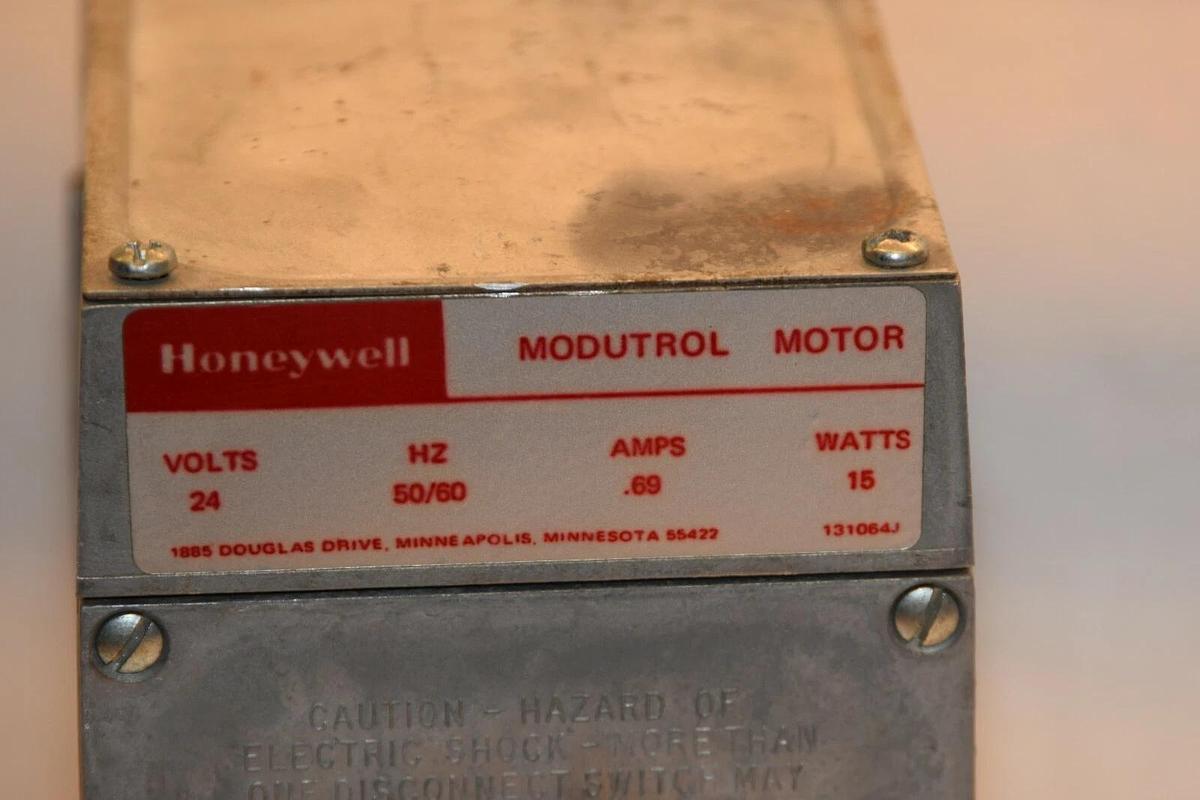 Honeywell MODUTROL MOTOR
VOLTS HZ AMPS WATTS
24 50/60 .69 15
1885 DOUGLAS DRIVE, MINNEAPOLIS, MINNESOTA 55422 131064J
CAUTION - HAZARD OF
ELECTRIC SHOCK - MORE THAN
ONE DISCONNECT SWITCH MAY